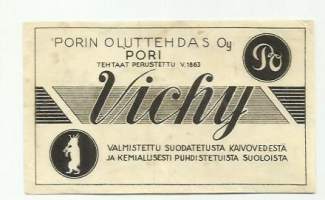 PORIN OLUTTEHDAS Oy
PORI
TEHTAAT PERUSTETTU V.1863
Po
Vichy
VALMISTETTU SUODATETUSTA KAIVOVEDESTÄ
JA KEMIALLISESTI PUHDISTETUISTA SUOLOISTA